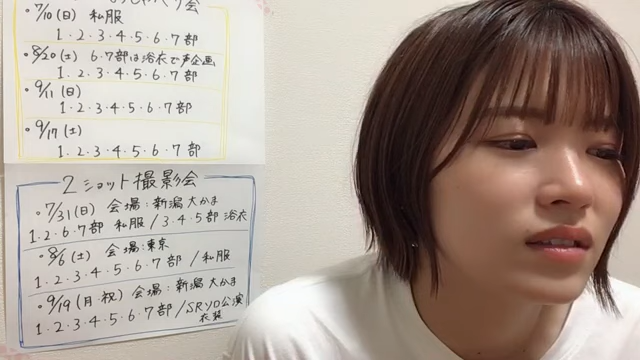 会
・7/10(日) 私服
1・2・3・4・5・6・7部
・8/20(土) 6・7部は浴衣で声企画
1・2・3・4・5・6・7部
・9/11(日)
1・2・3・4・5・6・7部
・9/17(土)
1・2・3・4・5・6・7部
2ショット撮影会
・7/31(日) 会場:新潟 大かま
1・2・6・7部 私服/3・4・5部 浴衣
・8/6(土) 会場:東京
1・2・3・4・5・6・7部 /私服
・9/19(月・祝) 会場:新潟 大かま
1・2・3・4・5・6・7部/SRソロ公演
衣装